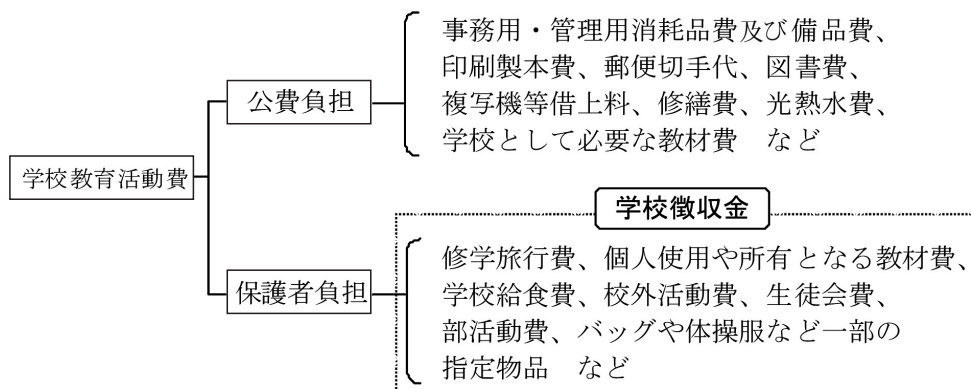 学校教育活動費
公費負担
事務用・管理用消耗品費及び備品費、
印刷製本費、郵便切手代、図書費、
複写機等借上料、修繕費、光熱水費、
学校として必要な教材費　など
保護者負担
学校徴収金
修学旅行費、個人使用や所有となる教材費、
学校給食費、校外活動費、生徒会費、
部活動費、バッグや体操服など一部の
指定物品　など